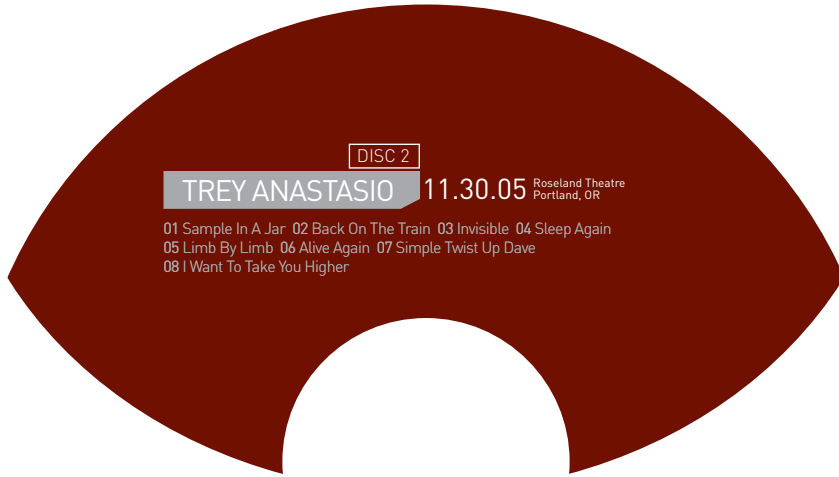 DISC 2
TREY ANASTASIO 11.30.05 Roseland Theatre
Portland, OR
01 Sample In A Jar 02 Back On The Train 03 Invisible 04 Sleep Again
05 Limb By Limb 06 Alive Again 07 Simple Twist Up Dave
08 I Want To Take You Higher